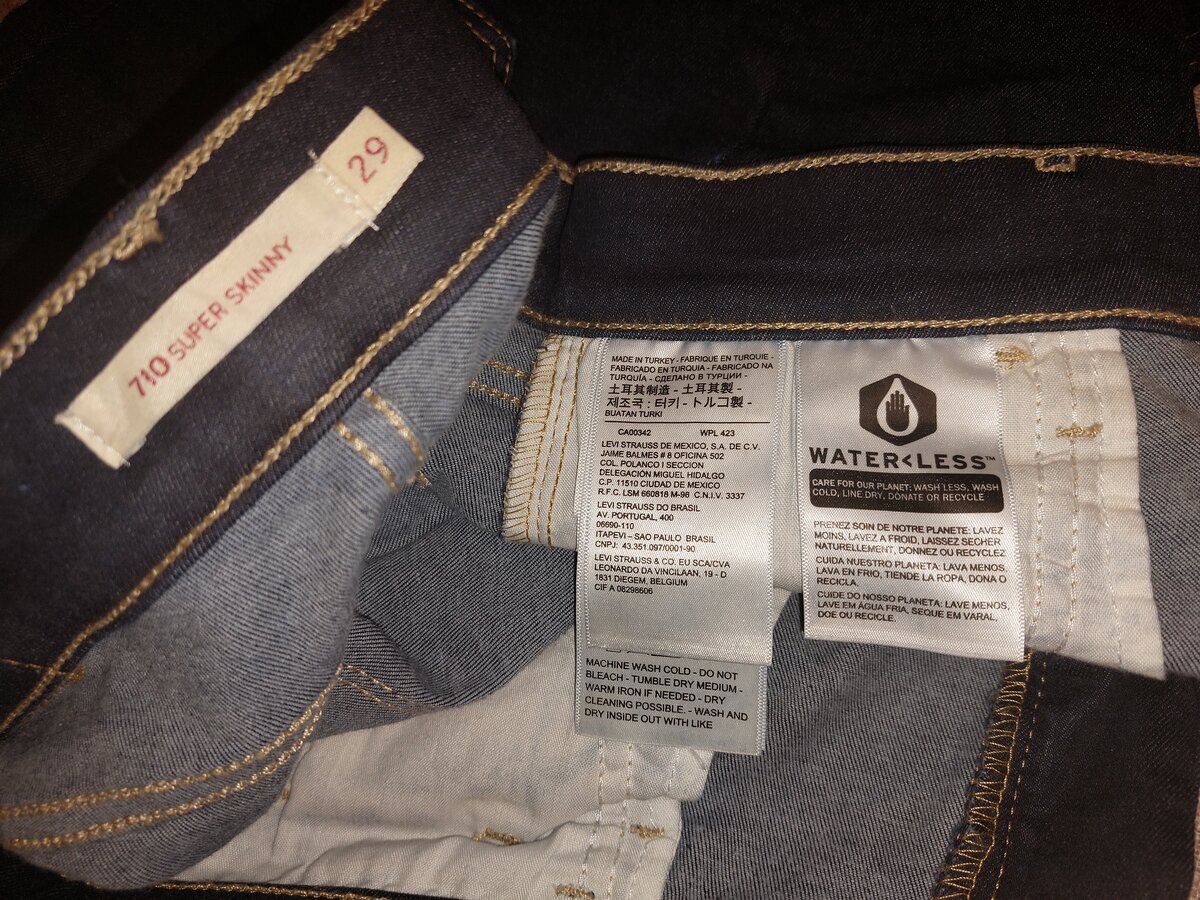 29
710 SUPER SKINNY
MADE IN TURKEY - FABRIQUE EN TURQUIE -
FABRICADO EN TURQUIA - FABRICADO NA
TURQUÍA - СДЕЛАНО В ТУРЦИИ -
土耳其制造 - 土耳其製 -
제조국 : 터키 - トルコ製 -
BUATAN TURKI
CA00342 WPL 423
LEVI STRAUSS DE MEXICO, S.A. DE C.V.
JAIME BALMES # 8 OFICINA 502
COL. POLANCO I SECCION
DELEGACIÓN MIGUEL HIDALGO
C.P. 11510 CIUDAD DE MEXICO
R.F.C. LSM 660818 M-98 C.N.I.V. 3337
LEVI STRAUSS DO BRASIL
AV. PORTUGAL, 400
06690-110
ITAPEVI – SAO PAULO BRASIL
CNPJ: 43.351.097/0001-90
LEVI STRAUSS & CO. EU SCA/CVA
LEONARDO DA VINCILAAN, 19 - D
1831 DIEGEM, BELGIUM
CIF A 08298606
MACHINE WASH COLD - DO NOT
BLEACH - TUMBLE DRY MEDIUM -
WARM IRON IF NEEDED - DRY
CLEANING POSSIBLE. - WASH AND
DRY INSIDE OUT WITH LIKE
WATER<LESS™
CARE FOR OUR PLANET: WASH LESS, WASH
COLD, LINE DRY, DONATE OR RECYCLE
PRENEZ SOIN DE NOTRE PLANETE: LAVEZ
MOINS, LAVEZ A FROID, LAISSEZ SECHER
NATURELLEMENT, DONNEZ OU RECYCLEZ
CUIDA NUESTRO PLANETA: LAVA MENOS,
LAVA EN FRIO, TIENDE LA ROPA, DONA O
RECICLA.
CUIDE DO NOSSO PLANETA: LAVE MENOS,
LAVE EM ÁGUA FRIA, SEQUE EM VARAL,
DOE OU RECICLE.